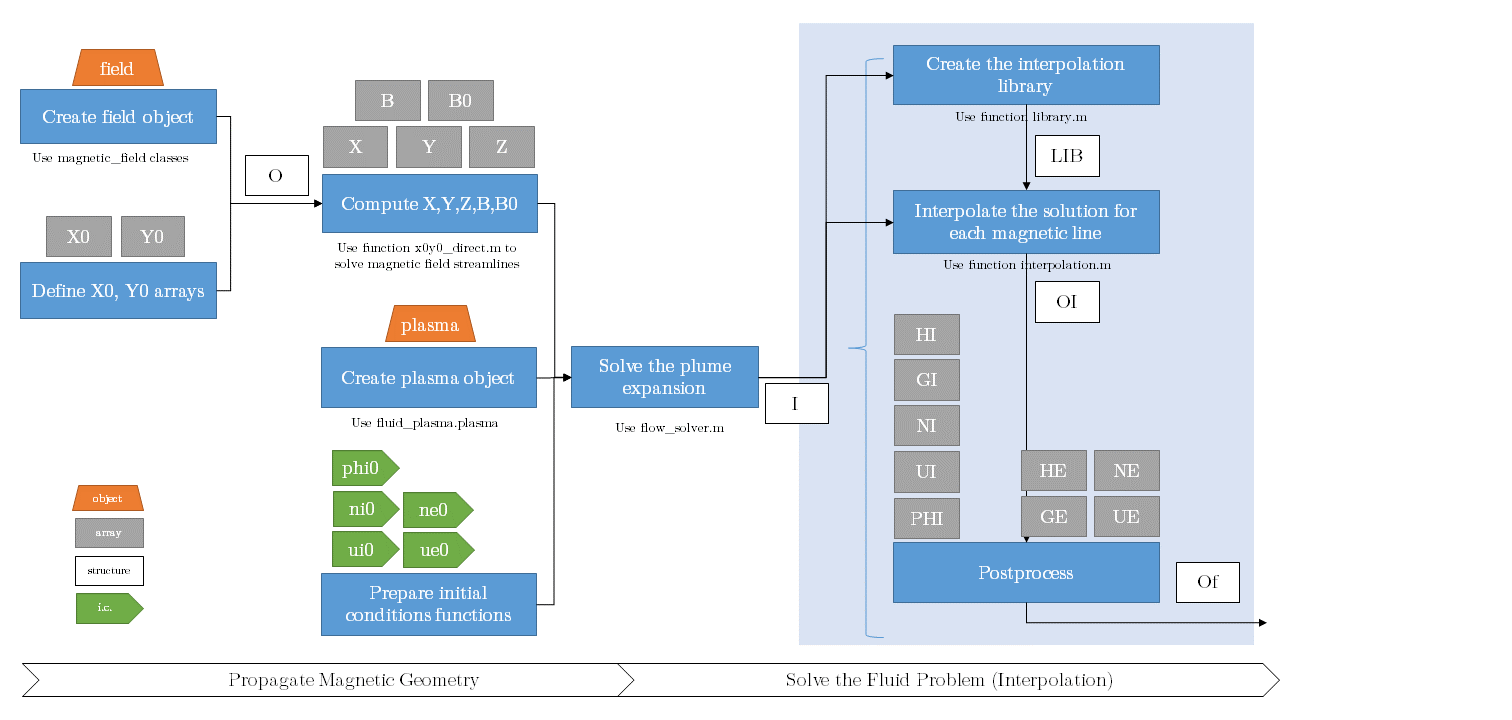 field
Create field object
Use magnetic_field classes
X0
Y0
Define X0, Y0 arrays
O
B
B0
X
Y
Z
Compute X,Y,Z,B,B0
Use function x0y0_direct.m to
solve magnetic field streamlines
plasma
Create plasma object
Use fluid_plasma.plasma
phi0
ni0
ne0
ui0
ue0
Prepare initial
conditions functions
Solve the plume
expansion
Use flow_solver.m
I
Create the interpolation
library
Use function library.m
LIB
Interpolate the solution for
each magnetic line
Use function interpolation.m
OI
HI
GI
NI
UI
PHI
HE
NE
GE
UE
Postprocess
Of
object
array
structure
i.c.
Propagate Magnetic Geometry
Solve the Fluid Problem (Interpolation)